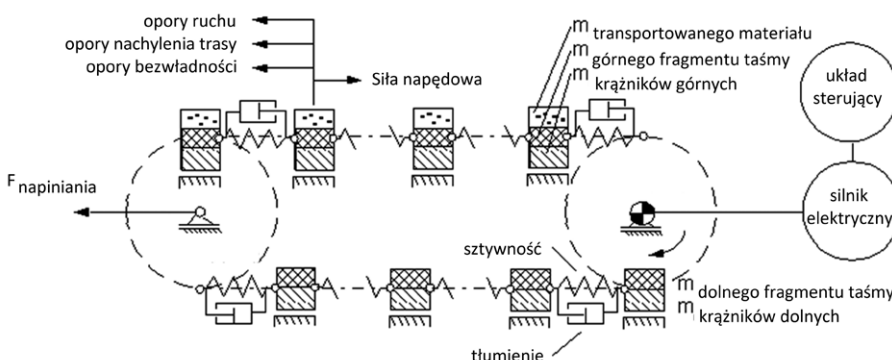 opory ruchu
opory nachylenia trasy
opory bezwładności
Siła napędowa
m transportowanego materiału
m górnego fragmentu taśmy
m krążników górnych
układ
sterujący
F napiniania
silnik
elektryczny
sztywność
m dolnego fragmentu taśmy
m krążników dolnych
tłumienie